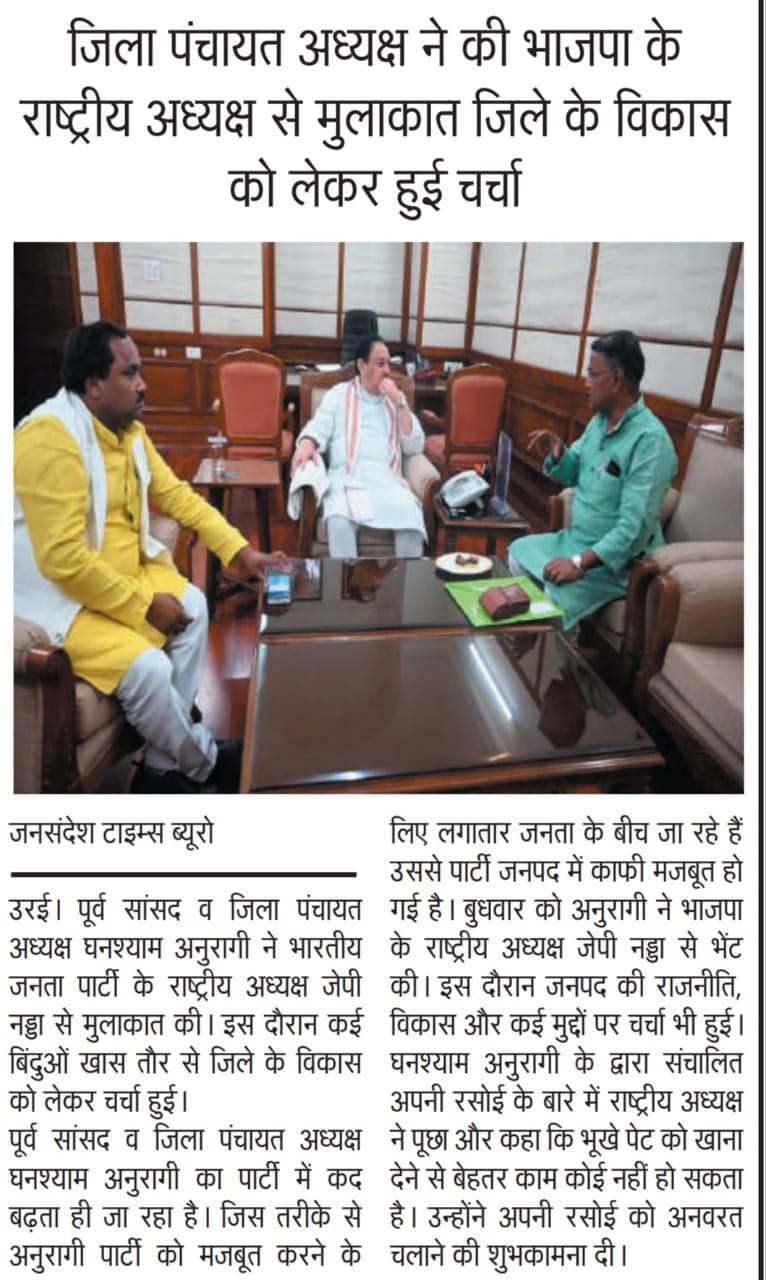 जिला पंचायत अध्यक्ष ने की भाजपा के
राष्ट्रीय अध्यक्ष से मुलाकात जिले के विकास
को लेकर हुई चर्चा
जनसंदेश टाइम्स ब्यूरो
उरई। पूर्व सांसद व जिला पंचायत
अध्यक्ष घनश्याम अनुरागी ने भारतीय
जनता पार्टी के राष्ट्रीय अध्यक्ष जेपी
नड्डा से मुलाकात की। इस दौरान कई
बिंदुओं खास तौर से जिले के विकास
को लेकर चर्चा हुई।
पूर्व सांसद व जिला पंचायत अध्यक्ष
घनश्याम अनुरागी का पार्टी में कद
बढ़ता ही जा रहा है। जिस तरीके से
अनुरागी पार्टी को मजबूत करने के
लिए लगातार जनता के बीच जा रहे हैं
उससे पार्टी जनपद में काफी मजबूत हो
गई है। बुधवार को अनुरागी ने भाजपा
के राष्ट्रीय अध्यक्ष जेपी नड्डा से भेंट
की। इस दौरान जनपद की राजनीति,
विकास और कई मुद्दों पर चर्चा भी हुई।
घनश्याम अनुरागी के द्वारा संचालित
अपनी रसोई के बारे में राष्ट्रीय अध्यक्ष
ने पूछा और कहा कि भूखे पेट को खाना
देने से बेहतर काम कोई नहीं हो सकता
है। उन्होंने अपनी रसोई को अनवरत
चलाने की शुभकामना दी।